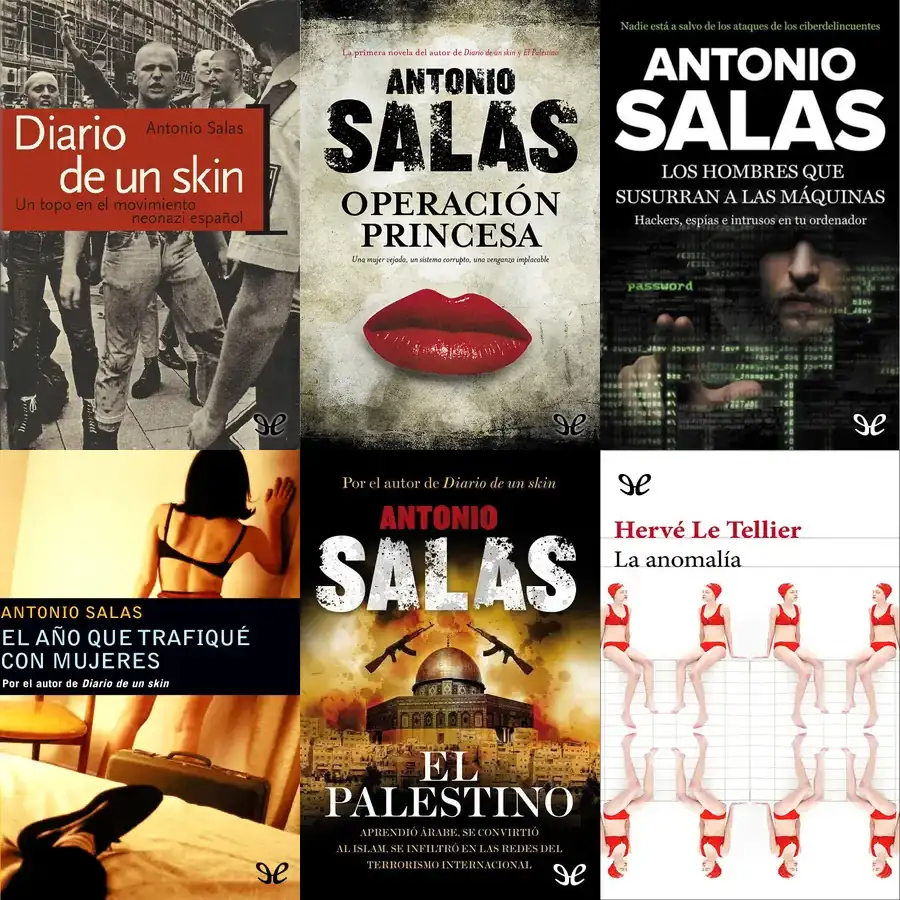 Diario
Antonio Salas
de un skin
Un topo en el movimiento
neonazi español
La primera novela del autor de Diario de un skin y El Palestino
ANTONIO
SALAS
OPERACIÓN
PRINCESA
Una mujer vejada, un sistema corrupto, una venganza implacable
Nadie está a salvo de los ataques de los ciberdelincuentes
ANTONIO
SALAS
LOS HOMBRES QUE
SUSURRAN A LAS MÁQUINAS
Hackers, espías e intrusos en tu ordenador
password
ANTONIO SALAS
EL AÑO QUE TRAFIQUÉ
CON MUJERES
Por el autor de Diario de un skin
Por el autor de Diario de un skin
ANTONIO
SALAS
EL
PALESTINO
APRENDIÓ ÁRABE, SE CONVIRTIÓ
AL ISLAM, SE INFILTRÓ EN LAS REDES DEL
TERRORISMO INTERNACIONAL
Hervé Le Tellier
La anomalía